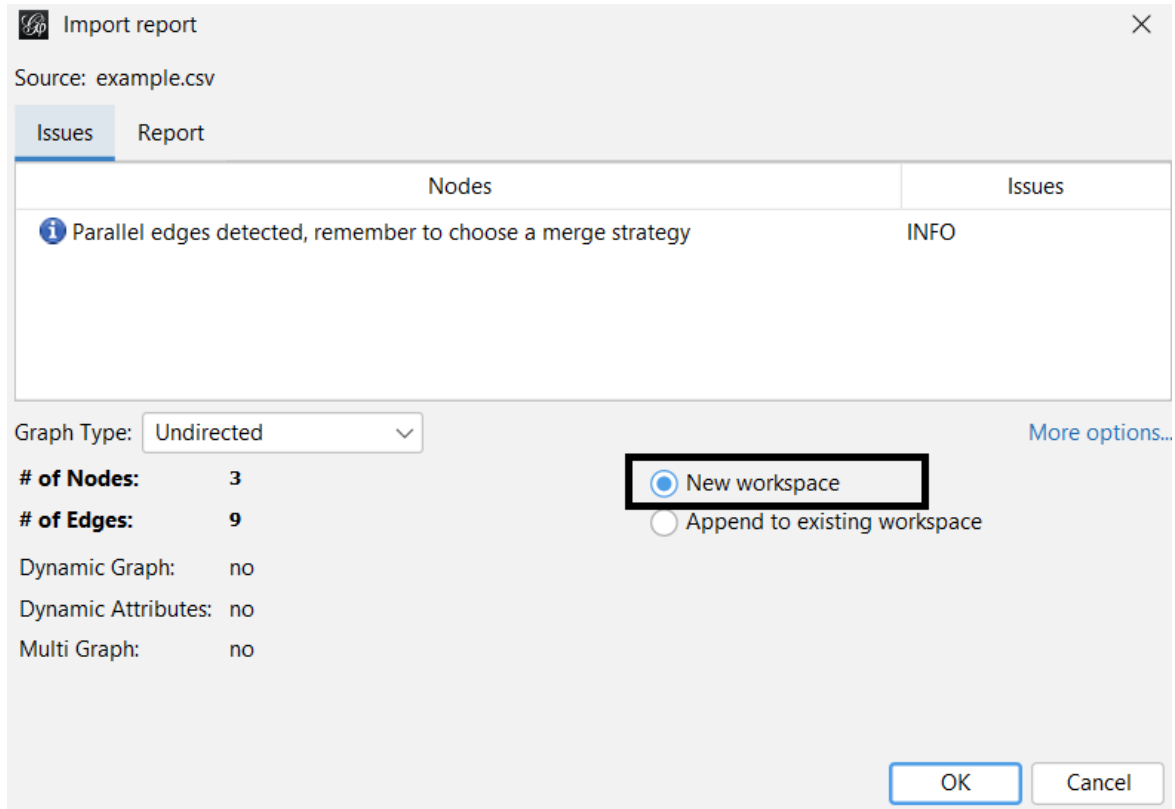 Import report
Source: example.csv
Issues Report
Nodes Issues
Parallel edges detected, remember to choose a merge strategy INFO
Graph Type: Undirected More options...
# of Nodes: 3 New workspace
# of Edges: 9 Append to existing workspace
Dynamic Graph: no
Dynamic Attributes: no
Multi Graph: no
OK Cancel